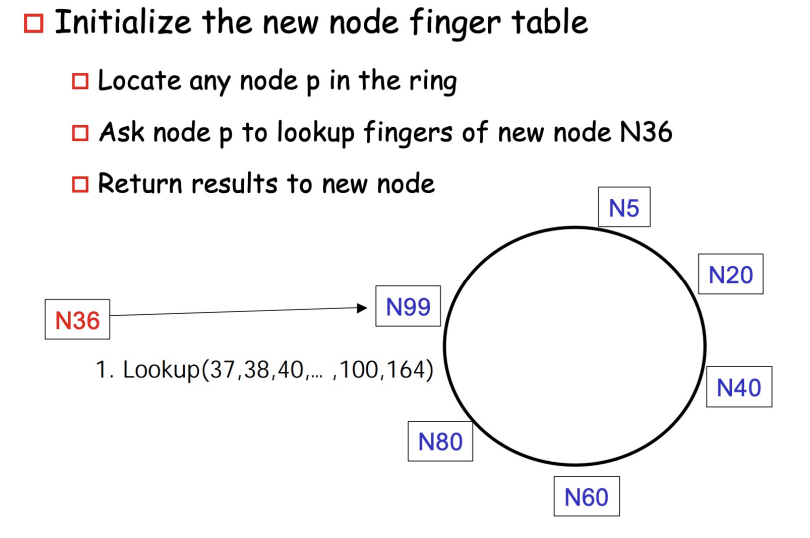 Initialize the new node finger table
Locate any node p in the ring
Ask node p to lookup fingers of new node N36
Return results to new node
N5
N20
N99
N36
1. Lookup(37,38,40,... ,100,164)
N40
N80
N60